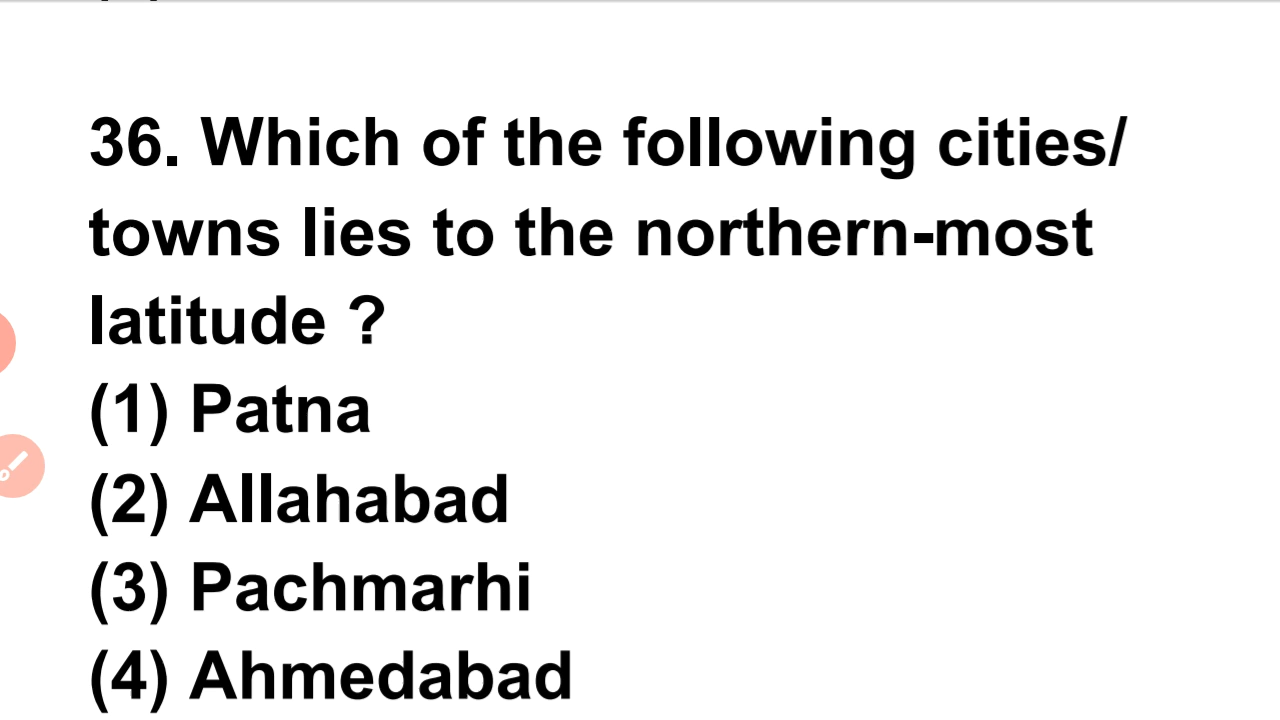 36. Which of the following cities/
towns lies to the northern-most
latitude ?
(1) Patna
(2) Allahabad
(3) Pachmarhi
(4) Ahmedabad